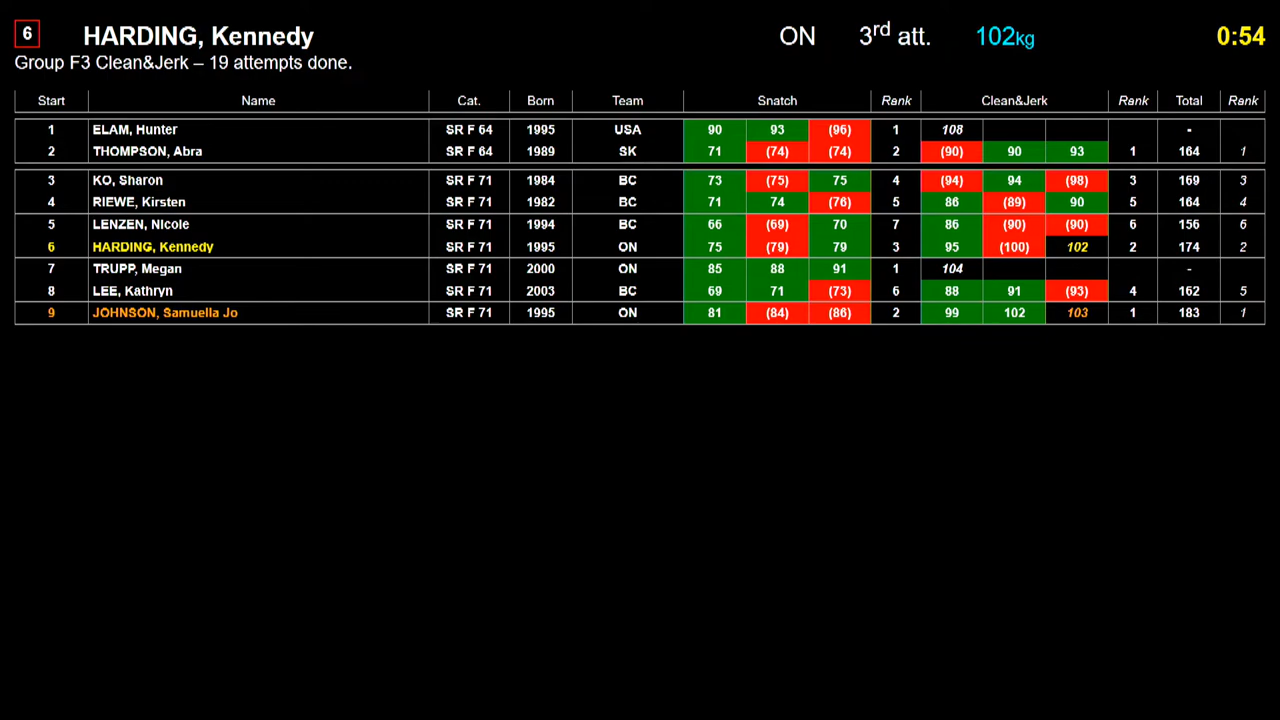 6 HARDING, Kennedy ON 3rd att. 102kg 0:54
Group F3 Clean&Jerk – 19 attempts done.
Start Name Cat. Born Team Snatch Rank Clean&Jerk Rank Total Rank
1 ELAM, Hunter SR F 64 1995 USA 90 93 (96) 1 108 -
2 THOMPSON, Abra SR F 64 1989 SK 71 (74) (74) 2 (90) 90 93 1 164 1
3 KO, Sharon SR F 71 1984 BC 73 (75) 75 4 (94) 94 (98) 3 169 3
4 RIEWE, Kirsten SR F 71 1982 BC 71 74 (76) 5 86 (89) 90 5 164 4
5 LENZEN, Nicole SR F 71 1994 BC 66 (69) 70 7 86 (90) (90) 6 156 6
6 HARDING, Kennedy SR F 71 1995 ON 75 (79) 79 3 95 (100) 102 2 174 2
7 TRUPP, Megan SR F 71 2000 ON 85 88 91 1 104 -
8 LEE, Kathryn SR F 71 2003 BC 69 71 (73) 6 88 91 (93) 4 162 5
9 JOHNSON, Samuella Jo SR F 71 1995 ON 81 (84) (86) 2 99 102 103 1 183 1